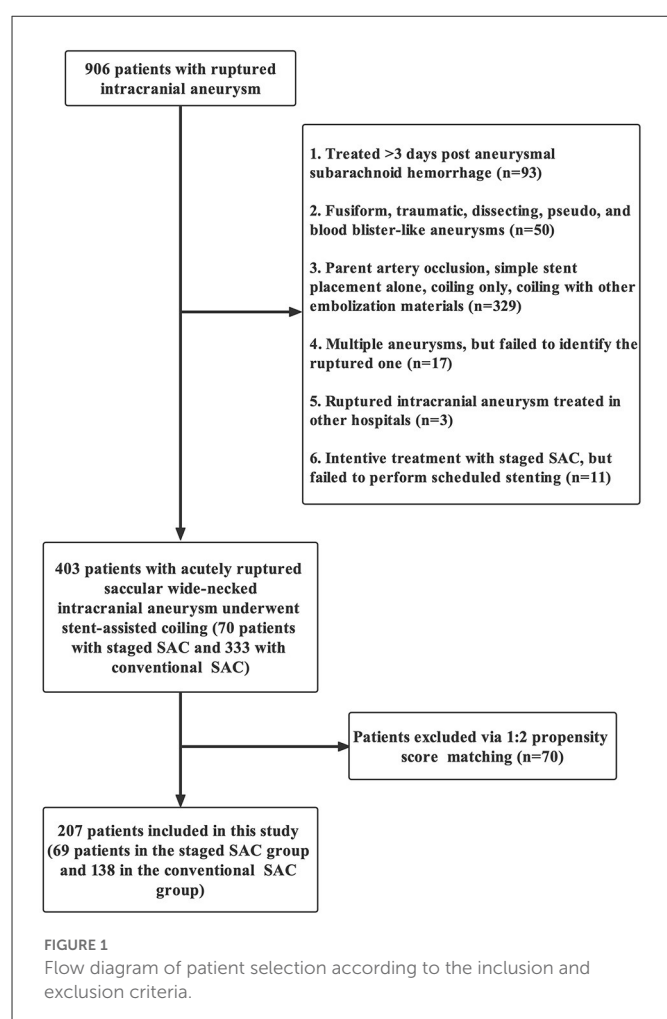 906 patients with ruptured
intracranial aneurysm
1. Treated >3 days post aneurysmal
subarachnoid hemorrhage (n=93)
2. Fusiform, traumatic, dissecting, pseudo, and
blood blister-like aneurysms (n=50)
3. Parent artery occlusion, simple stent
placement alone, coiling only, coiling with other
embolization materials (n=329)
4. Multiple aneurysms, but failed to identify the
ruptured one (n=17)
5. Ruptured intracranial aneurysm treated in
other hospitals (n=3)
6. Intentive treatment with staged SAC, but
failed to perform scheduled stenting (n=11)
403 patients with acutely ruptured
saccular wide-necked
intracranial aneurysm underwent
stent-assisted coiling (70 patients
with staged SAC and 333 with
conventional SAC)
Patients excluded via 1:2 propensity
score matching (n=70)
207 patients included in this study
(69 patients in the staged SAC group
and 138 in the conventional SAC
group)
FIGURE 1
Flow diagram of patient selection according to the inclusion and
exclusion criteria.